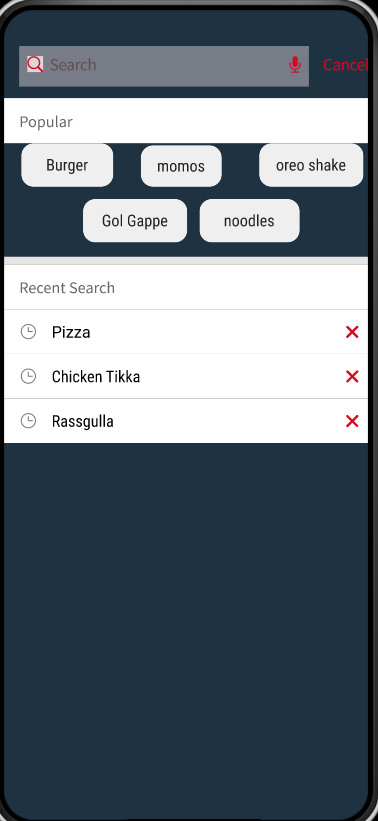 Search Cancel
Popular
Burger momos oreo shake
Gol Gappe noodles
Recent Search
Pizza
Chicken Tikka
Rassgulla